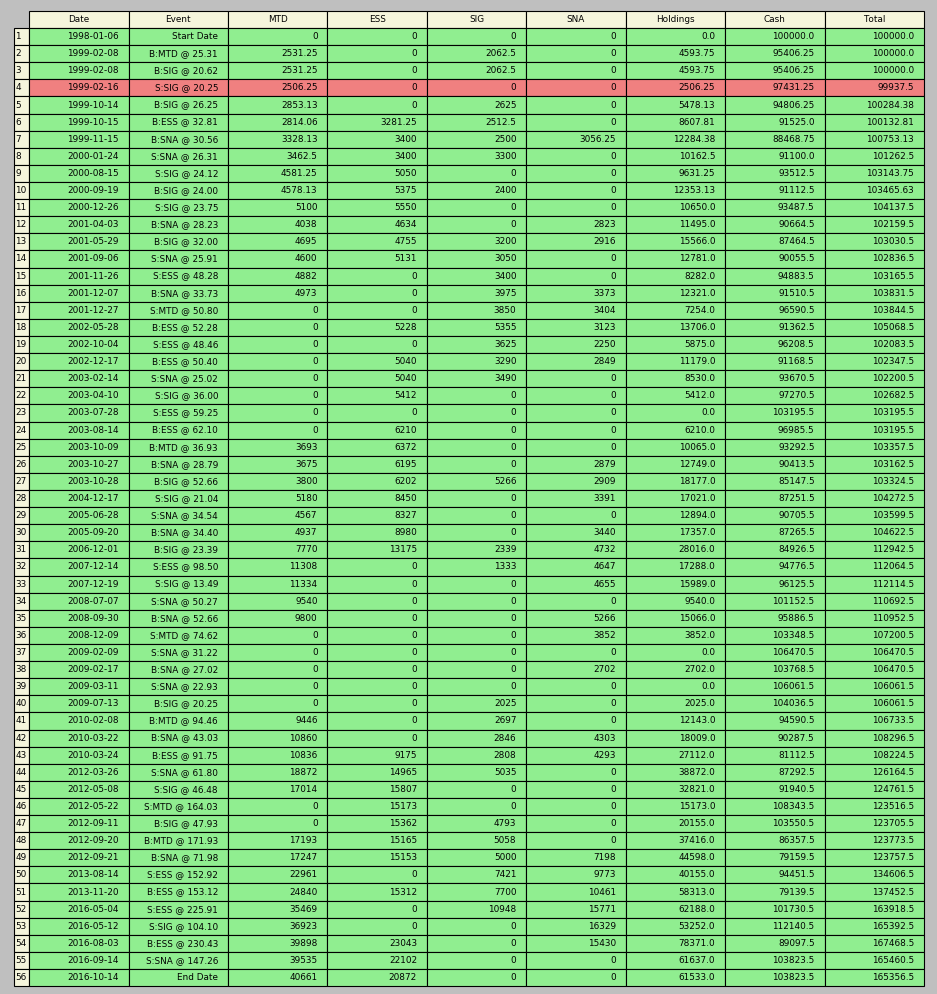 Date Event MTD ESS SIG SNA Holdings Cash Total
1 1998-01-06 Start Date 0 0 0 0 0.0 100000.0 100000.0
2 1999-02-08 B:MTD @ 25.31 2531.25 0 2062.5 0 4593.75 95406.25 100000.0
3 1999-02-08 B:SIG @ 20.62 2531.25 0 2062.5 0 4593.75 95406.25 100000.0
4 1999-02-16 S:SIG @ 20.25 2506.25 0 0 0 2506.25 97431.25 99937.5
5 1999-10-14 B:SIG @ 26.25 2853.13 0 2625 0 5478.13 94806.25 100284.38
6 1999-10-15 B:ESS @ 32.81 2814.06 3281.25 2512.5 0 8607.81 91525.0 100132.81
7 1999-11-15 B:SNA @ 30.56 3328.13 3400 2500 3056.25 12284.38 88468.75 100753.13
8 2000-01-24 S:SNA @ 26.31 3462.5 3400 3300 0 10162.5 91100.0 101262.5
9 2000-08-15 S:SIG @ 24.12 4581.25 5050 0 0 9631.25 93512.5 103143.75
10 2000-09-19 B:SIG @ 24.00 4578.13 5375 2400 0 12353.13 91112.5 103465.63
11 2000-12-26 S:SIG @ 23.75 5100 5550 0 0 10650.0 93487.5 104137.5
12 2001-04-03 B:SNA @ 28.23 4038 4634 0 2823 11495.0 90664.5 102159.5
13 2001-05-29 B:SIG @ 32.00 4695 4755 3200 2916 15566.0 87464.5 103030.5
14 2001-09-06 S:SNA @ 25.91 4600 5131 3050 0 12781.0 90055.5 102836.5
15 2001-11-26 S:ESS @ 48.28 4882 0 3400 0 8282.0 94883.5 103165.5
16 2001-12-07 B:SNA @ 33.73 4973 0 3975 3373 12321.0 91510.5 103831.5
17 2001-12-27 S:MTD @ 50.80 0 0 3850 3404 7254.0 96590.5 103844.5
18 2002-05-28 B:ESS @ 52.28 0 5228 5355 3123 13706.0 91362.5 105068.5
19 2002-10-04 S:ESS @ 48.46 0 0 3625 2250 5875.0 96208.5 102083.5
20 2002-12-17 B:ESS @ 50.40 0 5040 3290 2849 11179.0 91168.5 102347.5
21 2003-02-14 S:SNA @ 25.02 0 5040 3490 0 8530.0 93670.5 102200.5
22 2003-04-10 S:SIG @ 36.00 0 5412 0 0 5412.0 97270.5 102682.5
23 2003-07-28 S:ESS @ 59.25 0 0 0 0 0.0 103195.5 103195.5
24 2003-08-14 B:ESS @ 62.10 0 6210 0 0 6210.0 96985.5 103195.5
25 2003-10-09 B:MTD @ 36.93 3693 6372 0 0 10065.0 93292.5 103357.5
26 2003-10-27 B:SNA @ 28.79 3675 6195 0 2879 12749.0 90413.5 103162.5
27 2003-10-28 B:SIG @ 52.66 3800 6202 5266 2909 18177.0 85147.5 103324.5
28 2004-12-17 S:SIG @ 21.04 5180 8450 0 3391 17021.0 87251.5 104272.5
29 2005-06-28 S:SNA @ 34.54 4567 8327 0 0 12894.0 90705.5 103599.5
30 2005-09-20 B:SNA @ 34.40 4937 8980 0 3440 17357.0 87265.5 104622.5
31 2006-12-01 B:SIG @ 23.39 7770 13175 2339 4732 28016.0 84926.5 112942.5
32 2007-12-14 S:ESS @ 98.50 11308 0 1333 4647 17288.0 94776.5 112064.5
33 2007-12-19 S:SIG @ 13.49 11334 0 0 4655 15989.0 96125.5 112114.5
34 2008-07-07 S:SNA @ 50.27 9540 0 0 0 9540.0 101152.5 110692.5
35 2008-09-30 B:SNA @ 52.66 9800 0 0 5266 15066.0 95886.5 110952.5
36 2008-12-09 S:MTD @ 74.62 0 0 0 3852 3852.0 103348.5 107200.5
37 2009-02-09 S:SNA @ 31.22 0 0 0 0 0.0 106470.5 106470.5
38 2009-02-17 B:SNA @ 27.02 0 0 0 2702 2702.0 103768.5 106470.5
39 2009-03-11 S:SNA @ 22.93 0 0 0 0 0.0 106061.5 106061.5
40 2009-07-13 B:SIG @ 20.25 0 0 2025 0 2025.0 104036.5 106061.5
41 2010-02-08 B:MTD @ 94.46 9446 0 2697 0 12143.0 94590.5 106733.5
42 2010-03-22 B:SNA @ 43.03 10860 0 2846 4303 18009.0 90287.5 108296.5
43 2010-03-24 B:ESS @ 91.75 10836 9175 2808 4293 27112.0 81112.5 108224.5
44 2012-03-26 S:SNA @ 61.80 18872 14965 5035 0 38872.0 87292.5 126164.5
45 2012-05-08 S:SIG @ 46.48 17014 15807 0 0 32821.0 91940.5 124761.5
46 2012-05-22 S:MTD @ 164.03 0 15173 0 0 15173.0 108343.5 123516.5
47 2012-09-11 B:SIG @ 47.93 0 15362 4793 0 20155.0 103550.5 123705.5
48 2012-09-20 B:MTD @ 171.93 17193 15165 5058 0 37416.0 86357.5 123773.5
49 2012-09-21 B:SNA @ 71.98 17247 15153 5000 7198 44598.0 79159.5 123757.5
50 2013-08-14 S:ESS @ 152.92 22961 0 7421 9773 40155.0 94451.5 134606.5
51 2013-11-20 B:ESS @ 153.12 24840 15312 7700 10461 58313.0 79139.5 137452.5
52 2016-05-04 S:ESS @ 225.91 35469 0 10948 15771 62188.0 101730.5 163918.5
53 2016-05-12 S:SIG @ 104.10 36923 0 0 16329 53252.0 112140.5 165392.5
54 2016-08-03 B:ESS @ 230.43 39898 23043 0 15430 78371.0 89097.5 167468.5
55 2016-09-14 S:SNA @ 147.26 39535 22102 0 0 61637.0 103823.5 165460.5
56 2016-10-14 End Date 40661 20872 0 0 61533.0 103823.5 165356.5